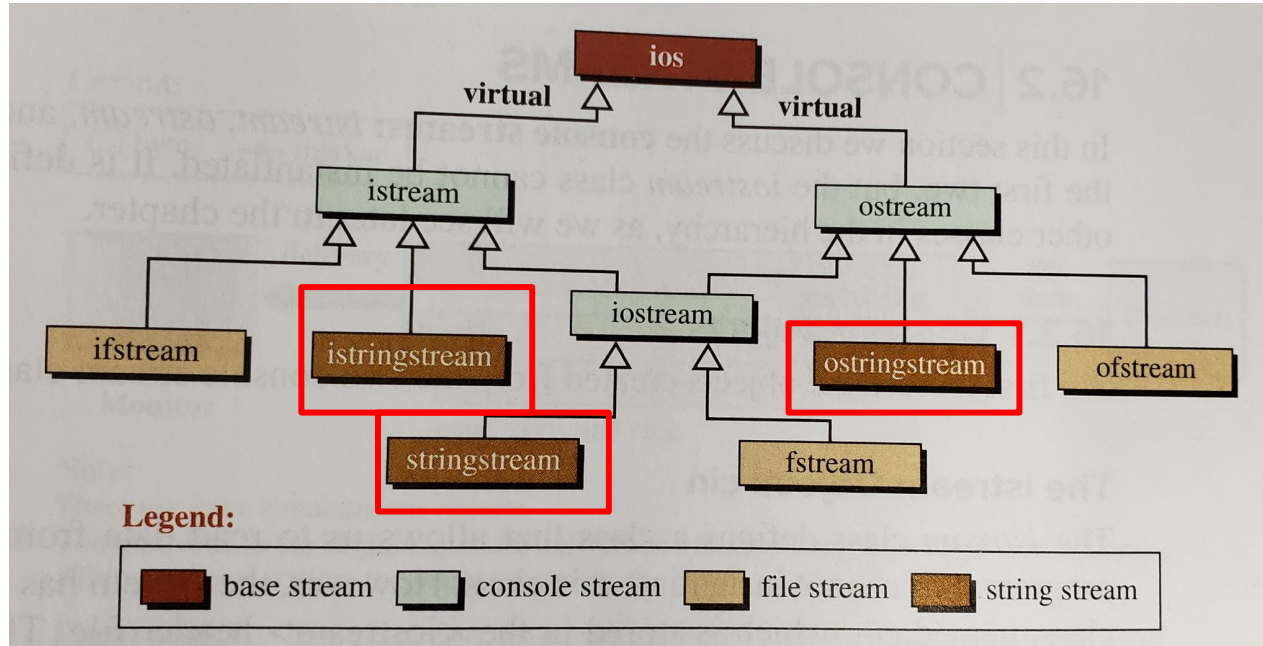 ios
virtual
virtual
istream
ostream
iostream
ifstream
istringstream
ostringstream
ofstream
stringstream
fstream
Legend:
base stream
console stream
file stream
string stream